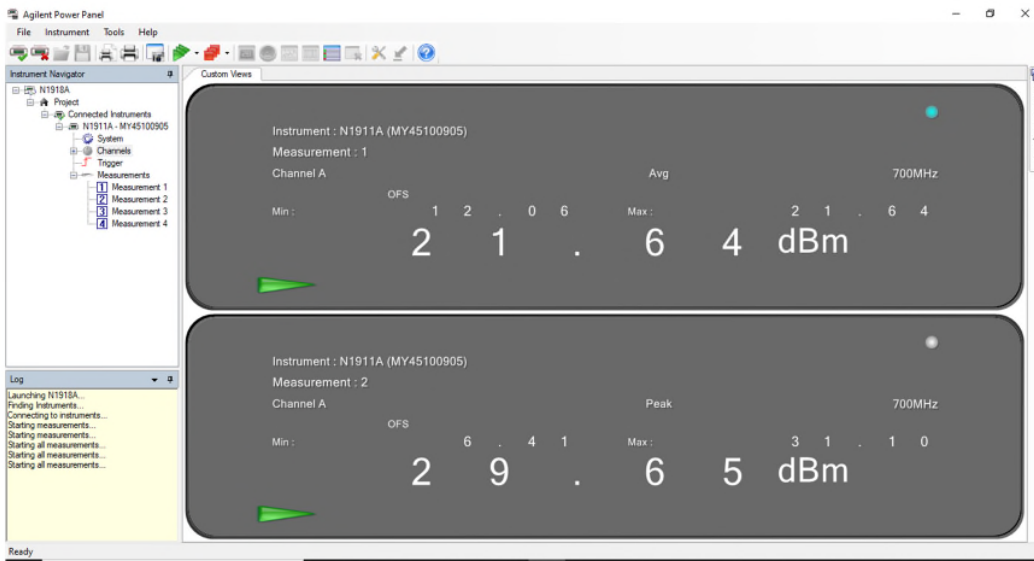 Agilent Power Panel
File Instrument Tools Help
Instrument Navigator
N1918A
Project
Connected Instruments
N1911A - MY45100905
System
Channels
Trigger
Measurements
1 Measurement 1
2 Measurement 2
3 Measurement 3
4 Measurement 4
Log
Launching N1918A...
Finding Instruments...
Connecting to instruments...
Starting measurements...
Starting measurements...
Starting all measurements...
Starting all measurements...
Starting all measurements...
Ready
Custom Views
Instrument : N1911A (MY45100905)
Measurement : 1
Channel A Avg 700MHz
OFS
Min : 12.06 Max : 21.64
21.64 dBm
Instrument : N1911A (MY45100905)
Measurement : 2
Channel A Peak 700MHz
OFS
Min : 6.41 Max : 31.10
29.65 dBm